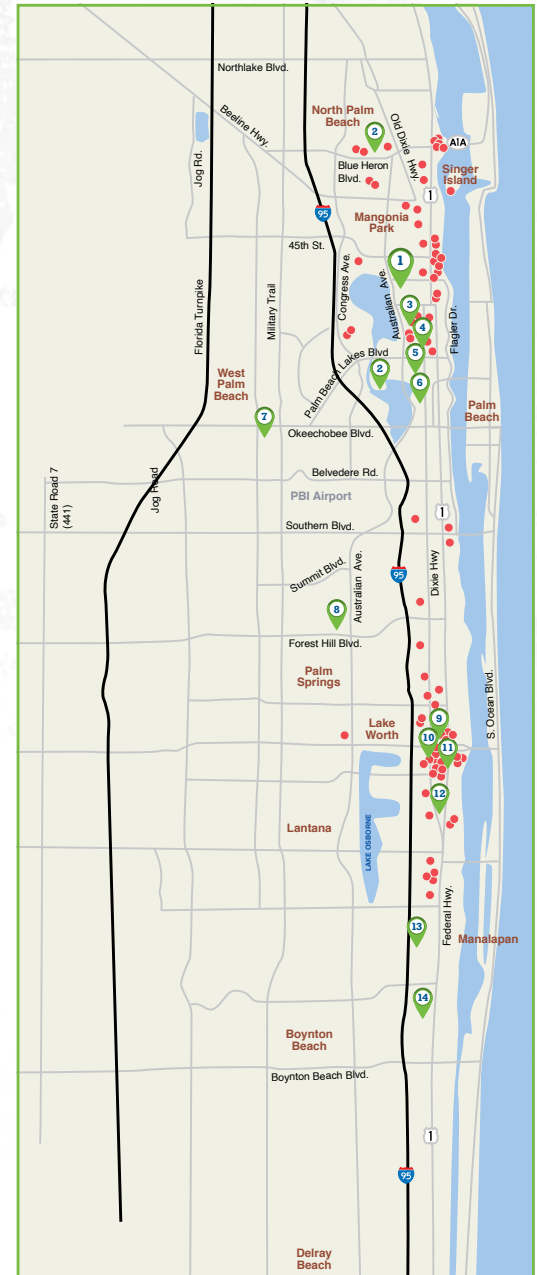 Northlake Blvd.
Beeline Hwy.
North Palm
Beach
Old Dixie Hwy.
2
A1A
Blue Heron
Blvd.
Singer
Island
Jog Rd.
1
95
Mangonia
Park
45th St.
Congress Ave.
1
Australian Ave.
Florida Turnpike
Military Trail
3
4
Flagler Dr.
5
Palm Beach Lakes Blvd
2
6
West
Palm
Beach
7
Palm
Beach
Okeechobee Blvd.
Belvedere Rd.
State Road 7
(441)
Jog Road
PBI Airport
1
Southern Blvd.
Summit Blvd.
Australian Ave.
95
Dixie Hwy
8
Forest Hill Blvd.
Palm
Springs
S. Ocean Blvd.
Lake
Worth
9
10
11
12
Lantana
LAKE OSBORNE
Federal Hwy.
13
Manalapan
14
Boynton
Beach
Boynton Beach Blvd.
1
95
Delray
Beach